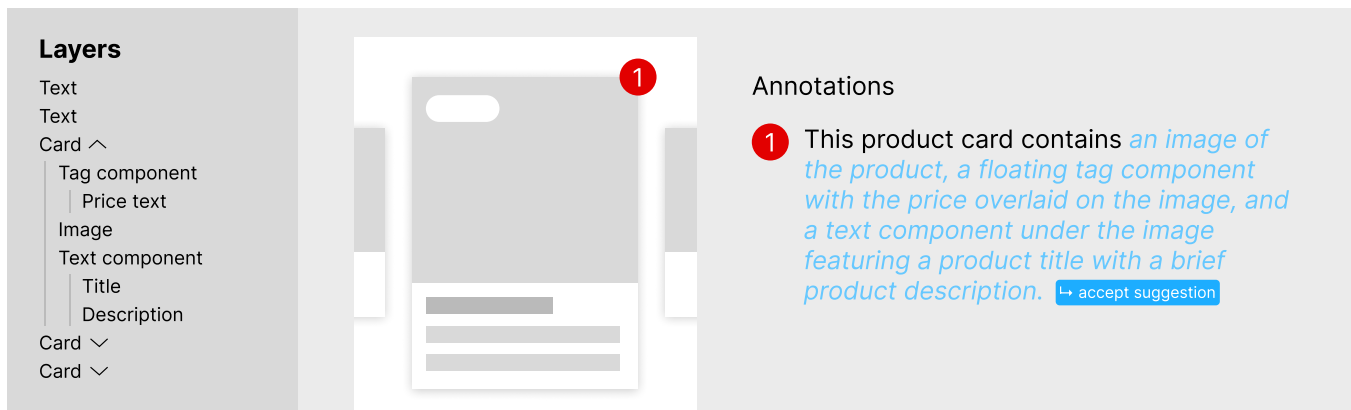 Layers
Text
Text
Card
Tag component
Price text
Image
Text component
Title
Description
Card
Card
1
Annotations
1
This product card contains an image of
the product, a floating tag component
with the price overlaid on the image, and
a text component under the image
featuring a product title with a brief
product description.
↳ accept suggestion